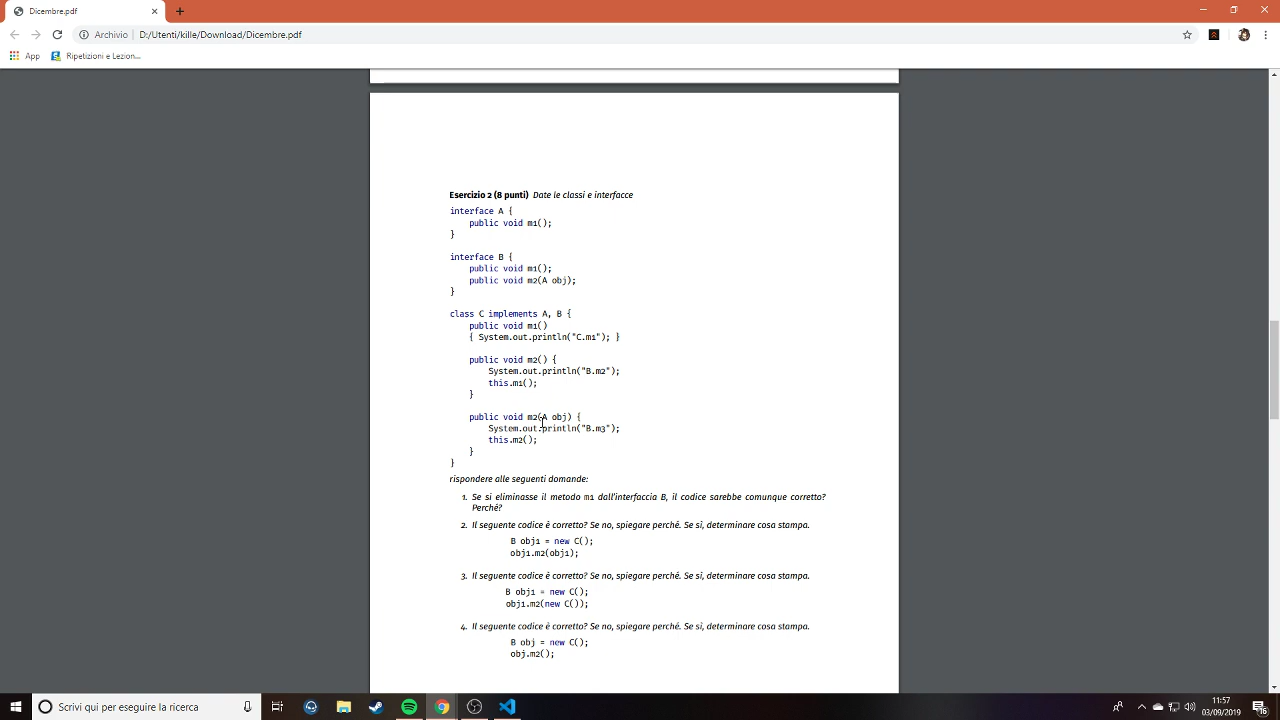 Dicembre.pdf
Archivio D:/Utenti/kille/Download/Dicembre.pdf
App Ripetizioni e Lezion...
Esercizio 2 (8 punti) Date le classi e interfacce
interface A {
public void m1();
}
interface B {
public void m1();
public void m2(A obj);
}
class C implements A, B {
public void m1()
{ System.out.println("C.m1"); }
public void m2() {
System.out.println("B.m2");
this.m1();
}
public void m2(A obj) {
System.out.println("B.m3");
this.m2();
}
}
rispondere alle seguenti domande:
1. Se si eliminasse il metodo m1 dall'interfaccia B, il codice sarebbe comunque corretto?
Perché?
2. Il seguente codice è corretto? Se no, spiegare perché. Se sì, determinare cosa stampa.
B obj1 = new C();
obj1.m2(obj1);
3. Il seguente codice è corretto? Se no, spiegare perché. Se sì, determinare cosa stampa.
B obj1 = new C();
obj1.m2(new C());
4. Il seguente codice è corretto? Se no, spiegare perché. Se sì, determinare cosa stampa.
B obj = new C();
obj.m2();
Scrivi qui per eseguire la ricerca
11:57
03/09/2019